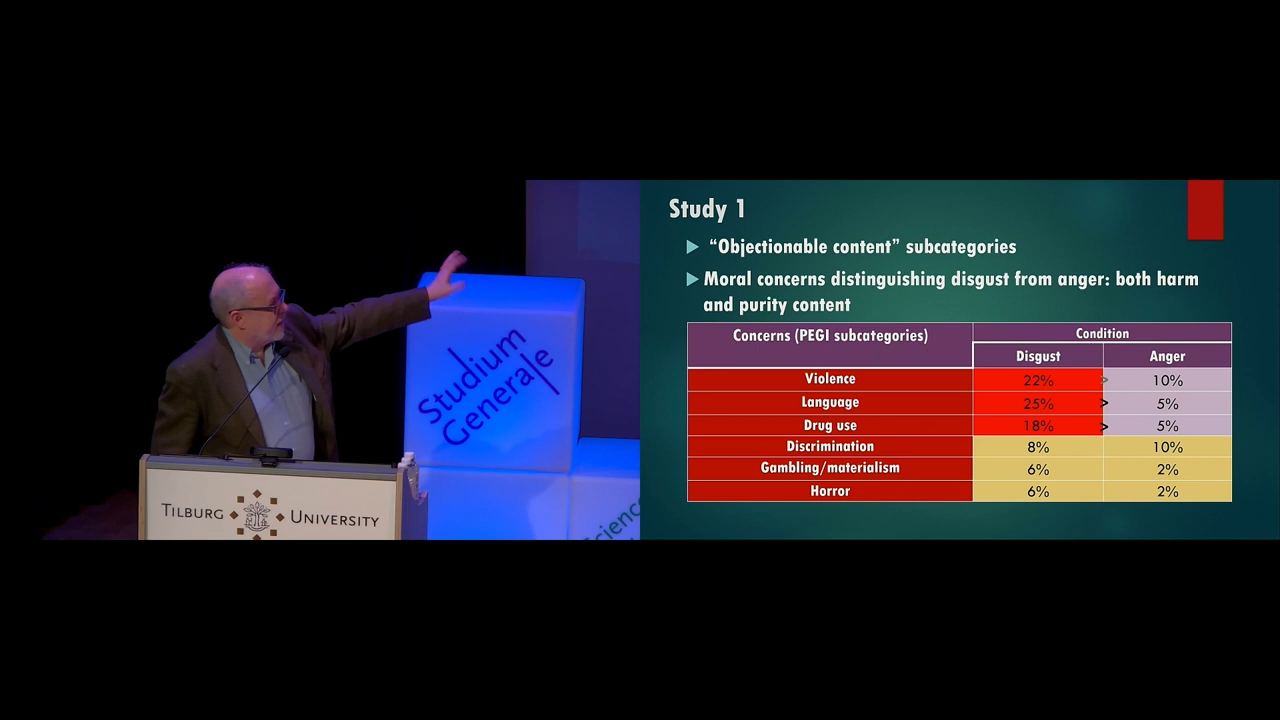 Study 1
“Objectionable content” subcategories
Moral concerns distinguishing disgust from anger: both harm
and purity content
Concerns (PEGI subcategories)
Condition
Disgust
Anger
Violence 22% > 10%
Language 25% > 5%
Drug use 18% > 5%
Discrimination 8% 10%
Gambling/materialism 6% 2%
Horror 6% 2%
Studium
Generale
TILBURG UNIVERSITY
Science